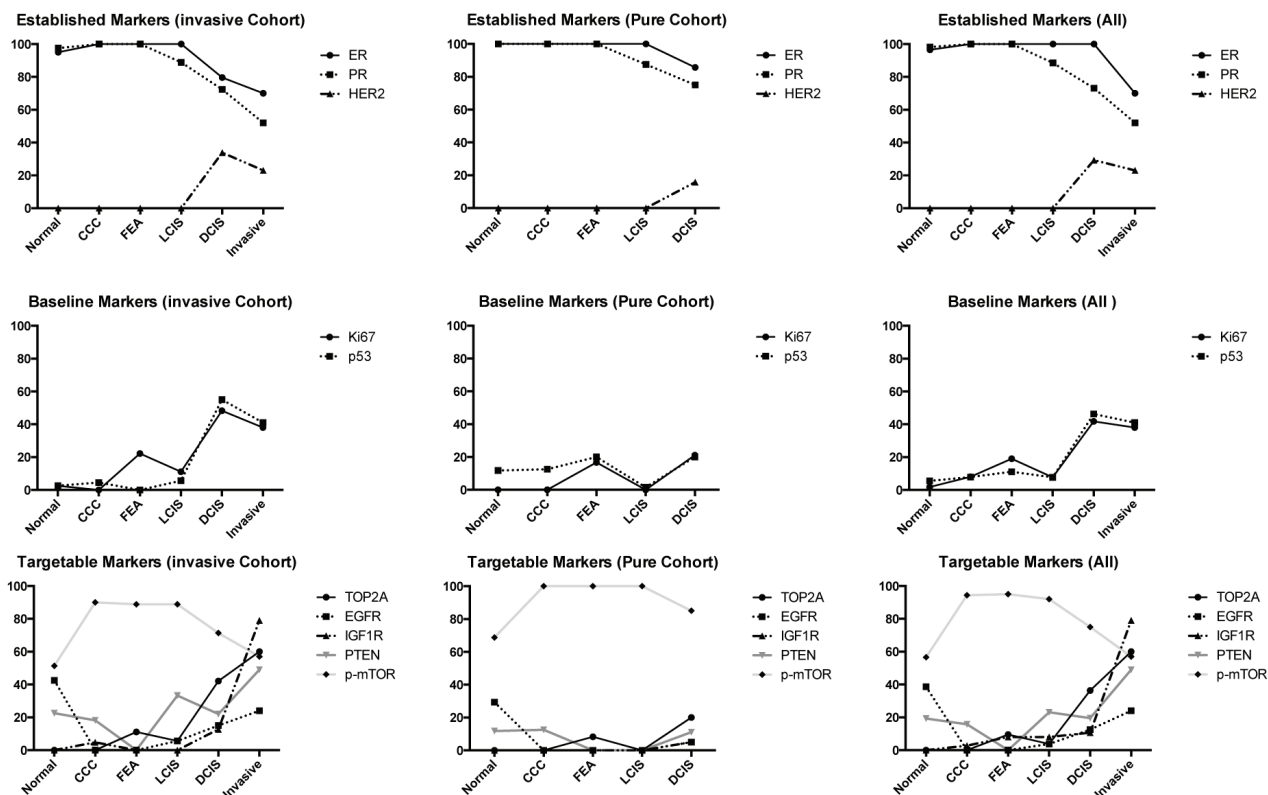 Established Markers (invasive Cohort)
100
80
60
40
20
0
Normal
CCC
FEA
LCIS
DCIS
Invasive
ER
PR
HER2
Established Markers (Pure Cohort)
100
80
60
40
20
0
Normal
CCC
FEA
LCIS
DCIS
ER
PR
HER2
Established Markers (All)
100
80
60
40
20
0
Normal
CCC
FEA
LCIS
DCIS
Invasive
ER
PR
HER2
Baseline Markers (invasive Cohort)
100
80
60
40
20
0
Normal
CCC
FEA
LCIS
DCIS
Invasive
Ki67
p53
Baseline Markers (Pure Cohort)
100
80
60
40
20
0
Normal
CCC
FEA
LCIS
DCIS
Ki67
p53
Baseline Markers (All )
100
80
60
40
20
0
Normal
CCC
FEA
LCIS
DCIS
Invasive
Ki67
p53
Targetable Markers (invasive Cohort)
100
80
60
40
20
0
Normal
CCC
FEA
LCIS
DCIS
Invasive
TOP2A
EGFR
IGF1R
PTEN
p-mTOR
Targetable Markers (Pure Cohort)
100
80
60
40
20
0
Normal
CCC
FEA
LCIS
DCIS
TOP2A
EGFR
IGF1R
PTEN
p-mTOR
Targetable Markers (All)
100
80
60
40
20
0
Normal
CCC
FEA
LCIS
DCIS
Invasive
TOP2A
EGFR
IGF1R
PTEN
p-mTOR